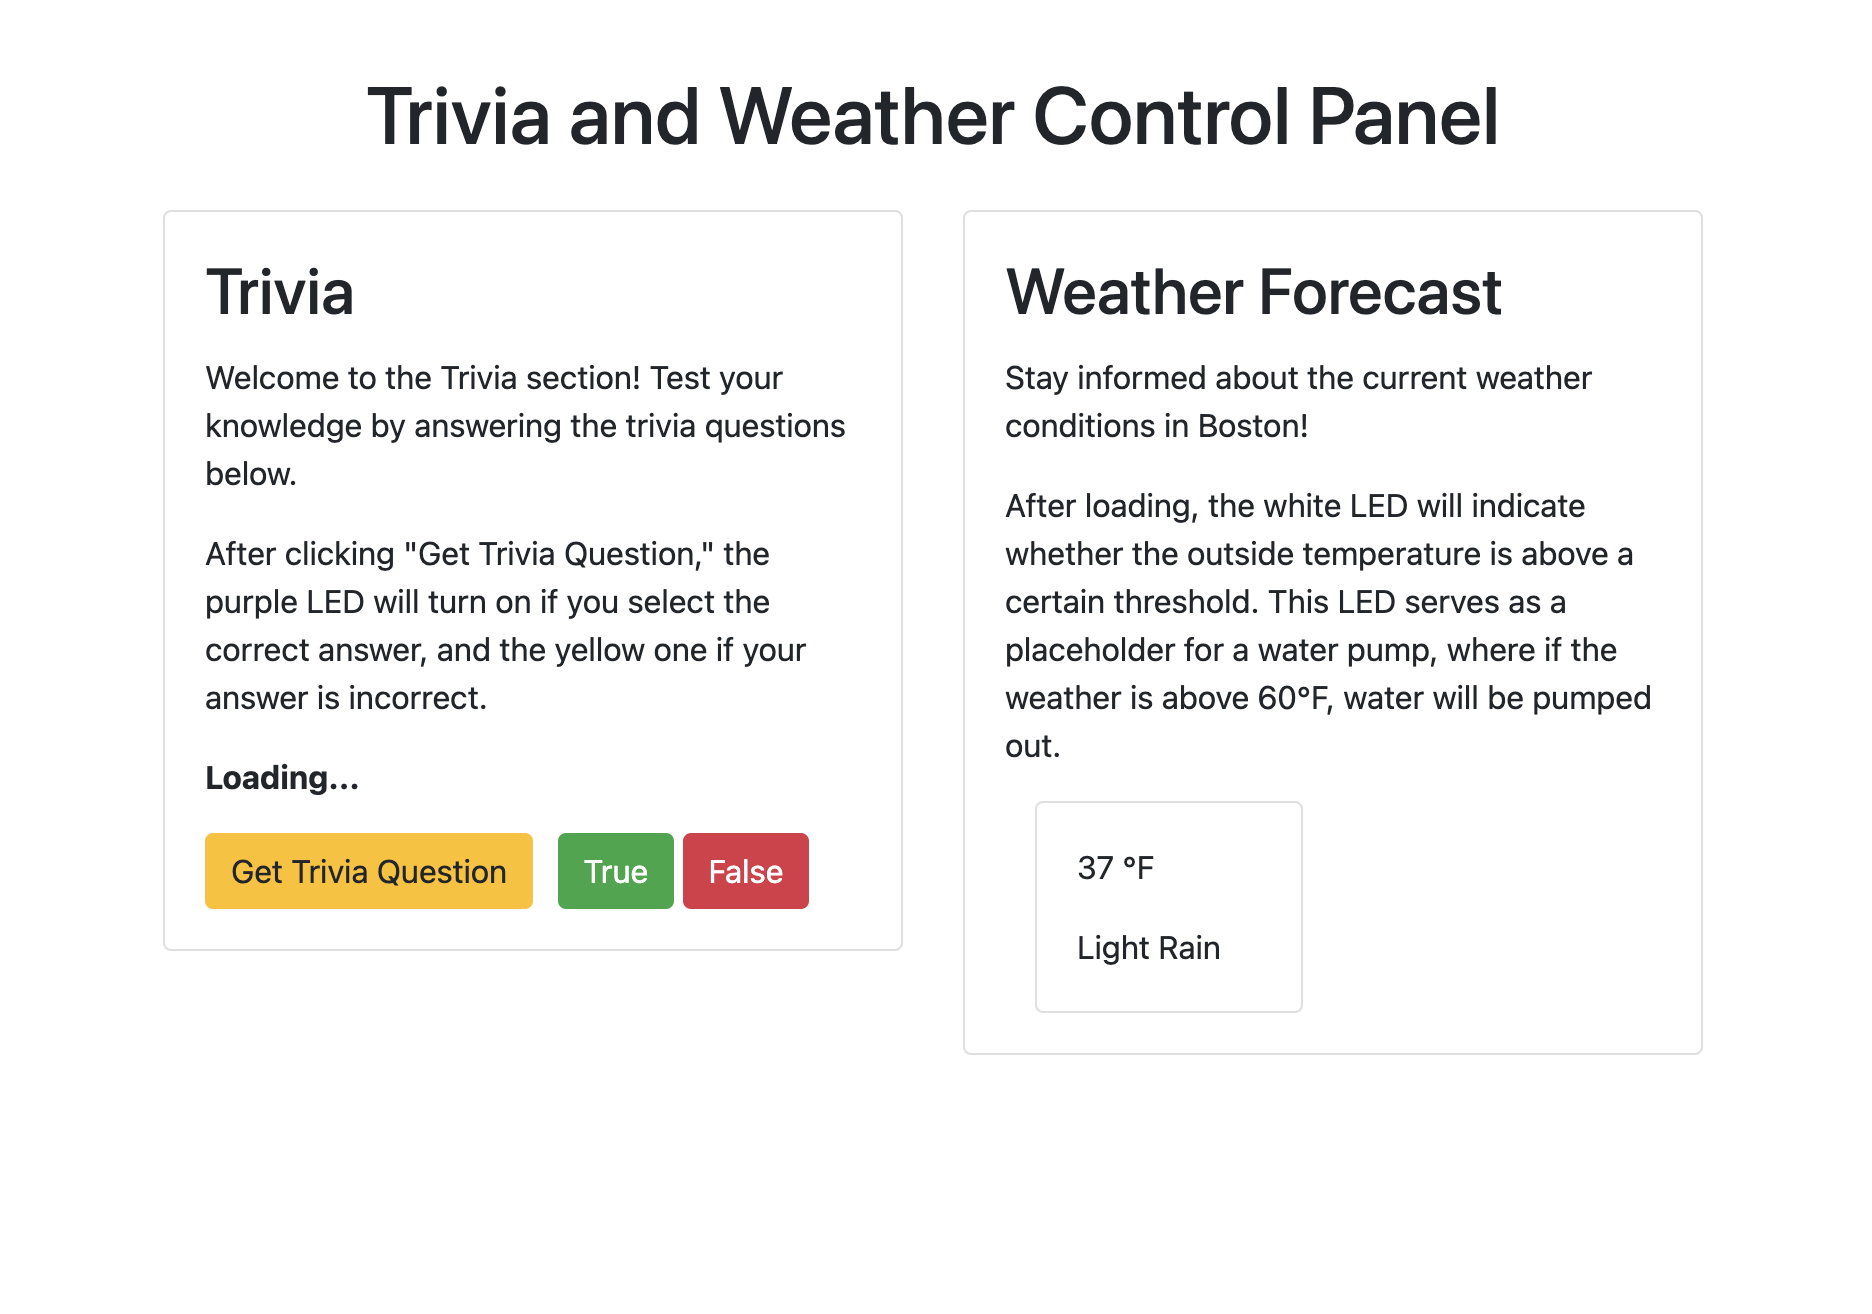 Trivia and Weather Control Panel
Trivia
Welcome to the Trivia section! Test your
knowledge by answering the trivia questions
below.
After clicking "Get Trivia Question," the
purple LED will turn on if you select the
correct answer, and the yellow one if your
answer is incorrect.
Loading...
Get Trivia Question
True
False
Weather Forecast
Stay informed about the current weather
conditions in Boston!
After loading, the white LED will indicate
whether the outside temperature is above a
certain threshold. This LED serves as a
placeholder for a water pump, where if the
weather is above 60°F, water will be pumped
out.
37 °F
Light Rain